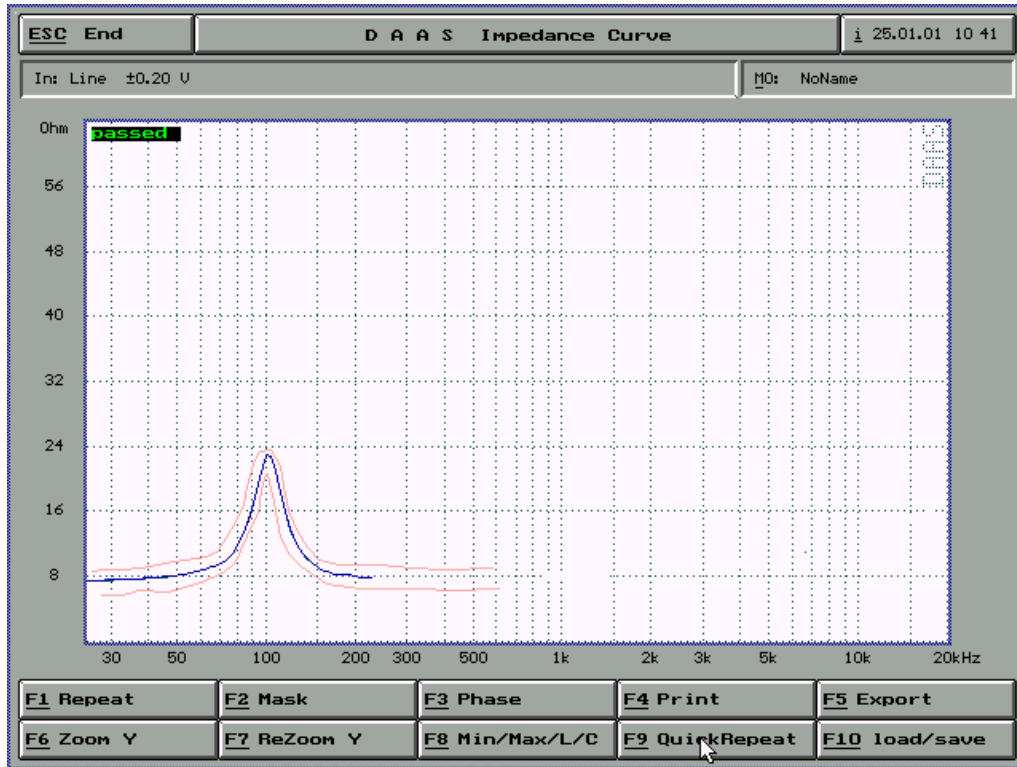 ESC End
D A A S Impedance Curve
i 25.01.01 10 41
In: Line ±0.20 V
MO: NoName
Ohm
passed
DAAS
56
48
40
32
24
16
8
30 50 100 200 300 500 1k 2k 3k 5k 10k 20kHz
F1 Repeat
F2 Mask
F3 Phase
F4 Print
F5 Export
F6 Zoom Y
F7 ReZoom Y
F8 Min/Max/L/C
F9 QuickRepeat
F10 load/save